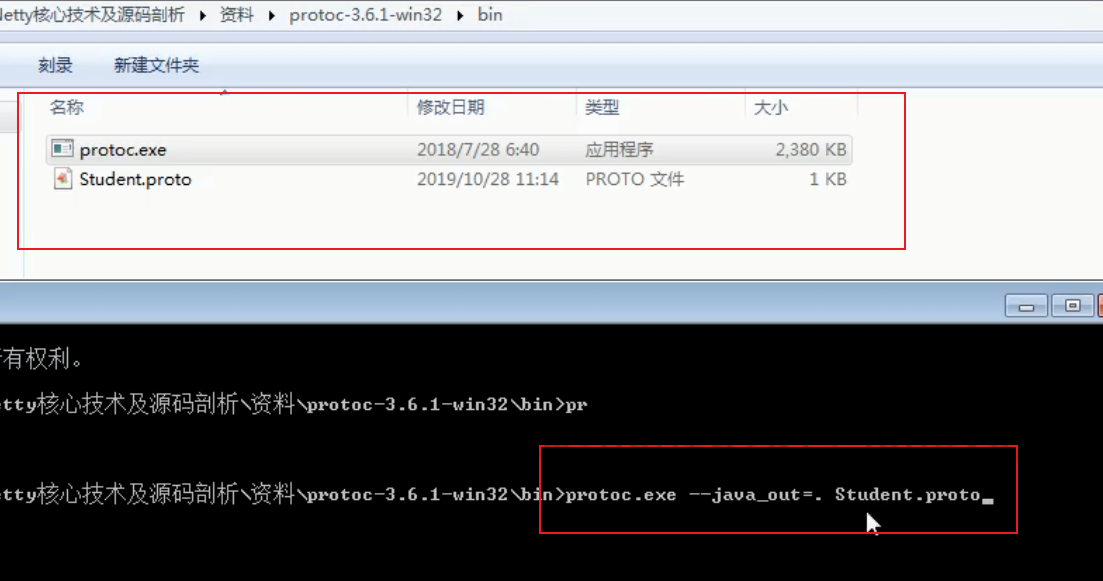 Netty核心技术及源码剖析 ▸ 资料 ▸ protoc-3.6.1-win32 ▸ bin
刻录 新建文件夹
名称 修改日期 类型 大小
protoc.exe 2018/7/28 6:40 应用程序 2,380 KB
Student.proto 2019/10/28 11:14 PROTO 文件 1 KB
有权利。
etty核心技术及源码剖析\资料\protoc-3.6.1-win32\bin>pr
etty核心技术及源码剖析\资料\protoc-3.6.1-win32\bin>protoc.exe --java_out=. Student.proto_